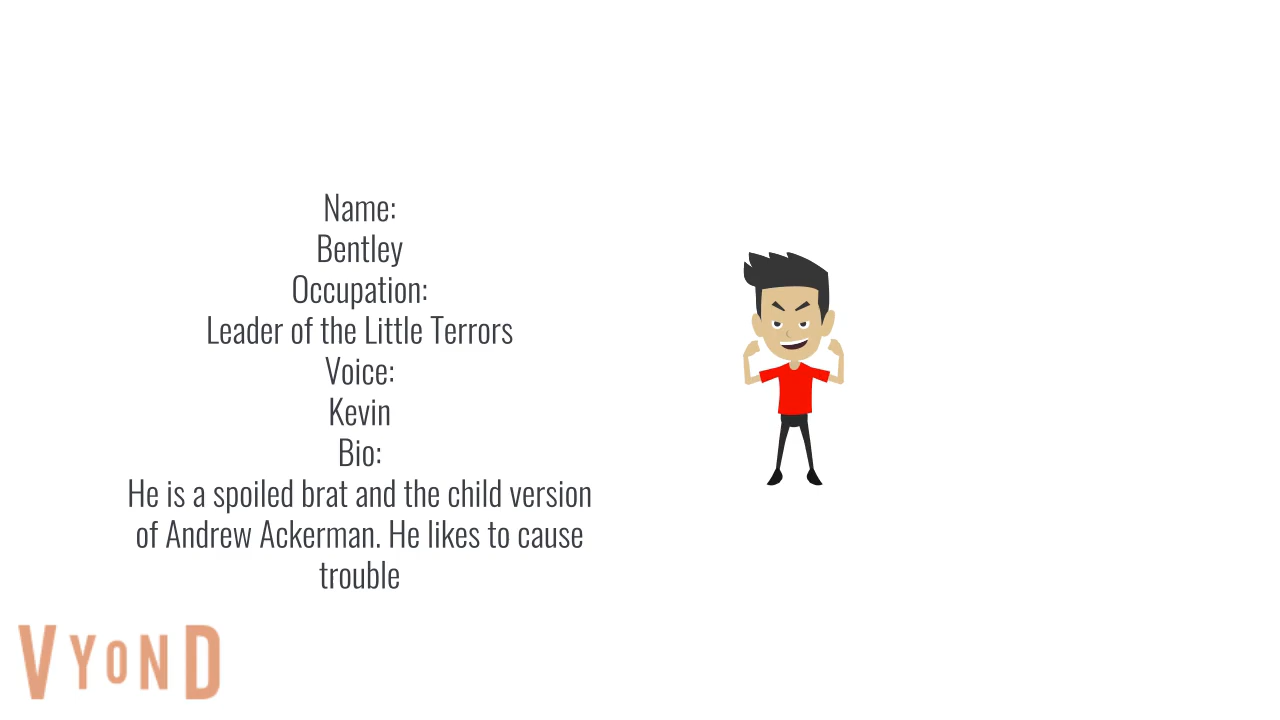 Name:
Bentley
Occupation:
Leader of the Little Terrors
Voice:
Kevin
Bio:
He is a spoiled brat and the child version
of Andrew Ackerman. He likes to cause
trouble
VYOND